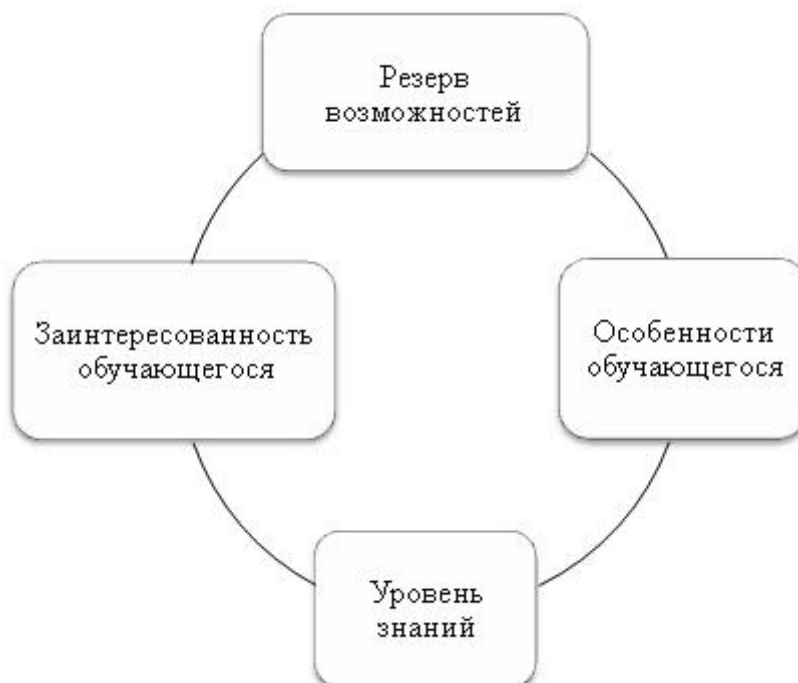 Резерв
возможностей
Заинтересованность
обучающегося
Особенности
обучающегося
Уровень
знаний